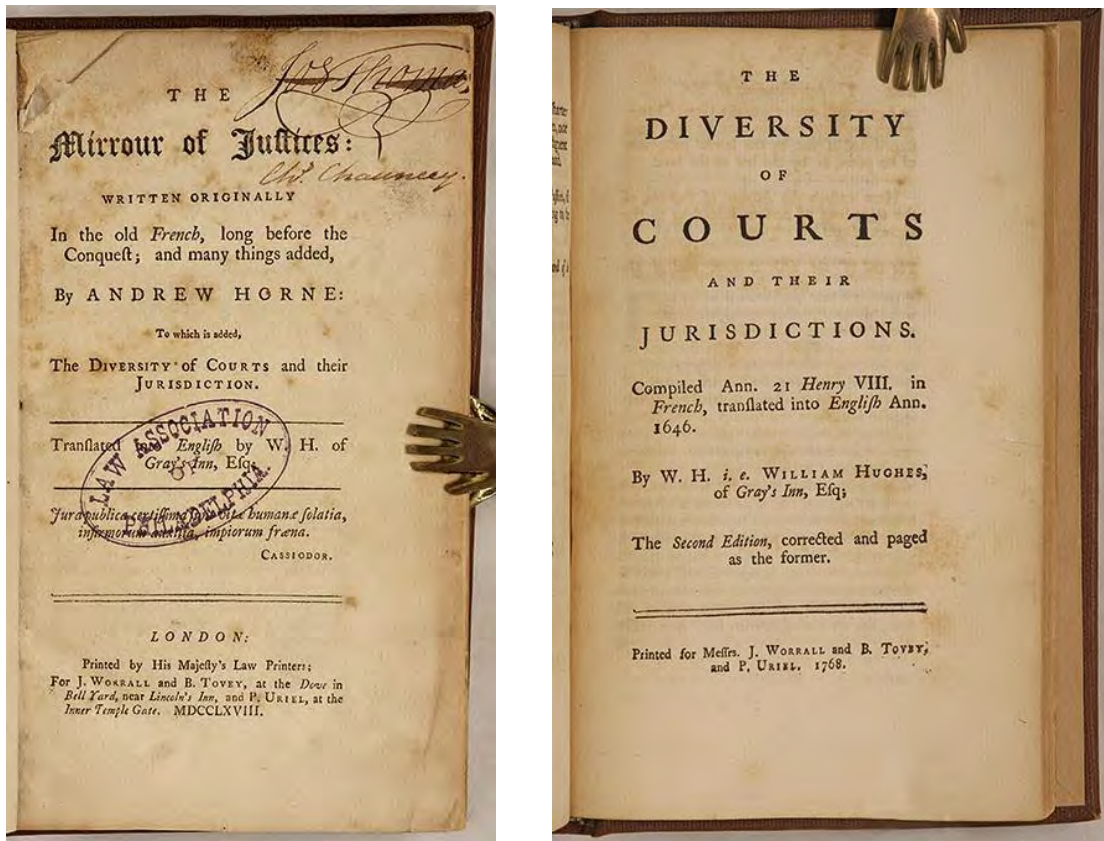 Jos Thomas
THE
Mirrour of Juſtices:
Ch. Chauncey.
WRITTEN ORIGINALLY
In the old French, long before the
Conqueſt; and many things added,
By ANDREW HORNE:
To which is added,
The DIVERSITY of COURTS and their
JURISDICTION.
Tranſlated into Engliſh by W. H. of
Gray's Inn, Eſq;
LAW ASSOCIATION
OF
PHILADELPHIA.
Jura publica certiſſima ſunt vitæ humanæ ſolatia,
infirmorum auxilia, impiorum fræna.
CASSIODOR.
LONDON:
Printed by His Majeſty's Law Printers;
For J. WORRALL and B. TOVEY, at the Dove in
Bell Yard, near Lincoln's Inn, and P. URIEL, at the
Inner Temple Gate. MDCCLXVIII.
THE
DIVERSITY
OF
COURTS
AND THEIR
JURISDICTIONS.
Compiled Ann. 21 Henry VIII. in
French, tranſlated into Engliſh Ann.
1646.
By W. H. i. e. WILLIAM HUGHES,
of Gray's Inn, Eſq;
The Second Edition, corrected and paged
as the former.
Printed for Meſſrs. J. WORRALL and B. TOVEY,
and P. URIEL. 1768.